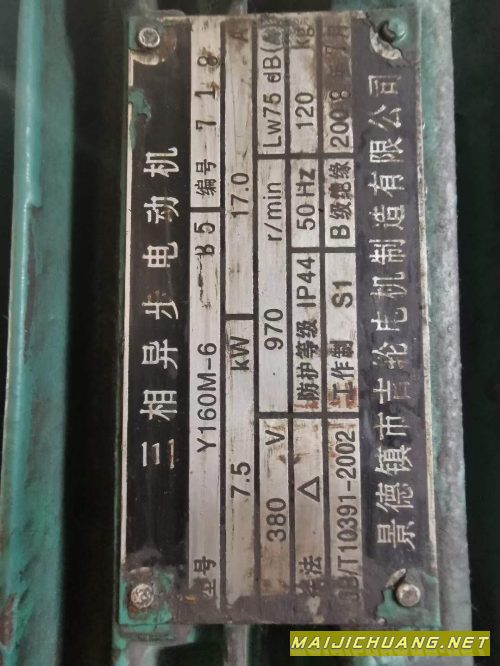 三相异步电动机
型号 Y160M-6 B5 编号 718
7.5 kW 17.0 A
380 V 970 r/min Lw75 dB(A)
接法 △ 防护等级 IP44 50 Hz 120 kg
JB/T10391-2002 工作制 S1 B级绝缘 2008年 月
景德镇市吉轮电机制造有限公司
MAIJICHUANG.NET